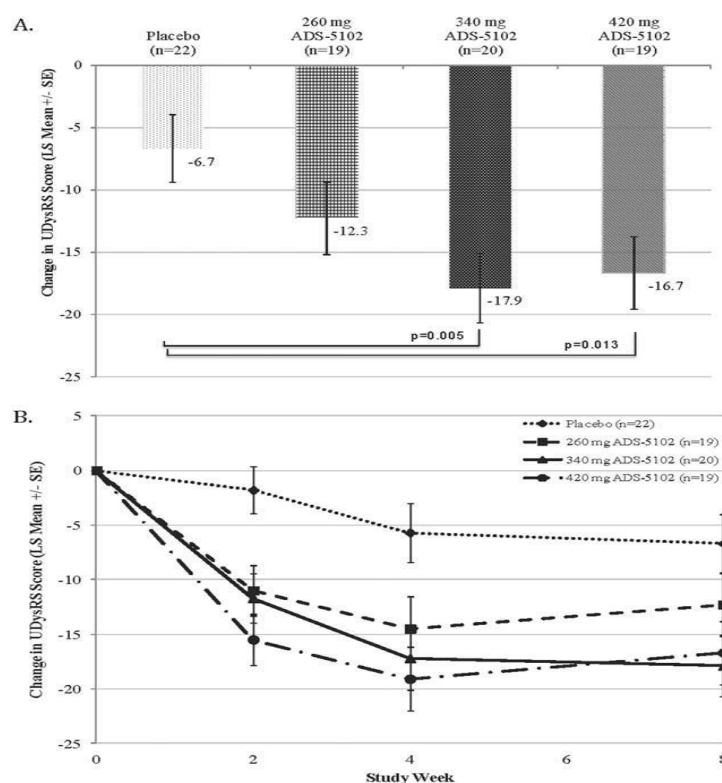 A.
Placebo
(n=22)
260 mg
ADS-5102
(n=19)
340 mg
ADS-5102
(n=20)
420 mg
ADS-5102
(n=19)
Change in UDysRS Score (LS Mean +/- SE)
0
-5
-10
-15
-20
-25
-6.7
-12.3
-17.9
-16.7
p=0.005
p=0.013
B.
Change in UDysRS Score (LS Mean +/- SE)
5
0
-5
-10
-15
-20
-25
Placebo (n=22)
260 mg ADS-5102 (n=19)
340 mg ADS-5102 (n=20)
420 mg ADS-5102 (n=19)
0
2
4
6
8
Study Week